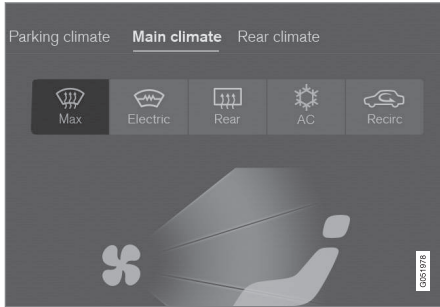 Parking climate Main climate Rear climate
Max Electric Rear AC Recirc
G051978